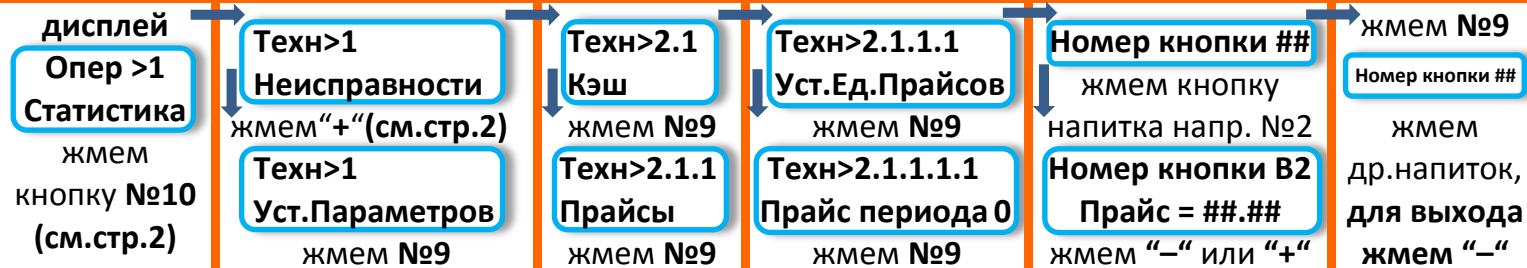 дисплей
Опер >1
Статистика
жмем
кнопку №10
(см.стр.2)
Техн>1
Неисправности
жмем“+“(см.стр.2)
Техн>1
Уст.Параметров
жмем №9
Техн>2.1
Кэш
жмем №9
Техн>2.1.1
Прайсы
жмем №9
Техн>2.1.1.1
Уст.Ед.Прайсов
жмем №9
Техн>2.1.1.1.1
Прайс периода 0
жмем №9
Номер кнопки ##
жмем кнопку
напитка напр. №2
Номер кнопки В2
Прайс = ##.##
жмем “–“ или “+“
жмем №9
Номер кнопки ##
жмем
др.напиток,
для выхода
жмем “–“